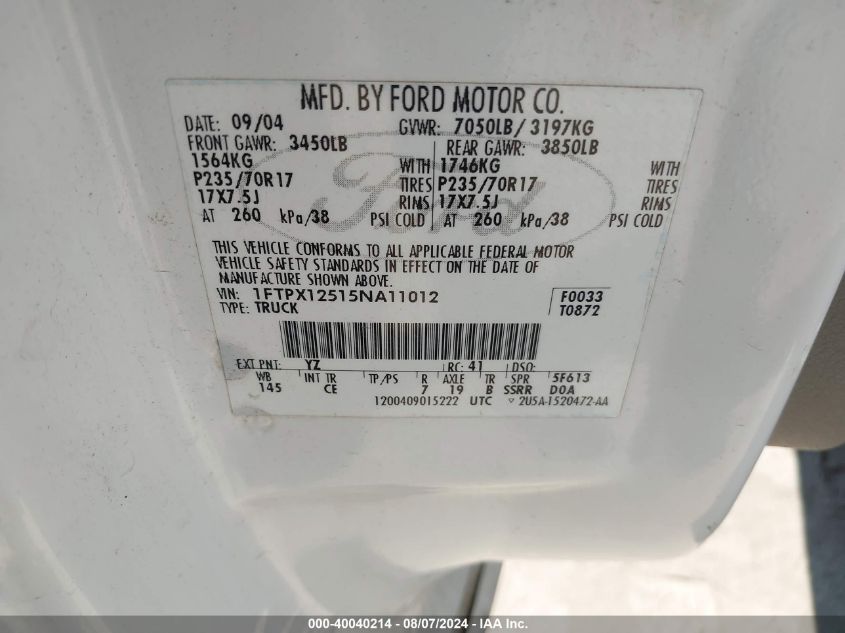 MFD. BY FORD MOTOR CO.
DATE: 09/04 GVWR: 7050LB/ 3197KG
FRONT GAWR: 3450LB REAR GAWR: 3850LB
1564KG WITH 1746KG WITH
P235/70R17 TIRES P235/70R17 TIRES
17X7.5J RIMS 17X7.5J RIMS
AT 260 kPa/38 PSI COLD AT 260 kPa/38 PSI COLD
Ford
THIS VEHICLE CONFORMS TO ALL APPLICABLE FEDERAL MOTOR
VEHICLE SAFETY STANDARDS IN EFFECT ON THE DATE OF
MANUFACTURE SHOWN ABOVE.
VIN: 1FTPX12515NA11012 F0033
TYPE: TRUCK T0872
EXT PNT: YZ RC: 41 DSO:
WB INT TR TP/PS R AXLE TR SPR 5F613
145 CE 7 19 B SSRR DOA
1200409015222 UTC 2U5A-1520472-AA
000-40040214 - 08/07/2024 - IAA Inc.